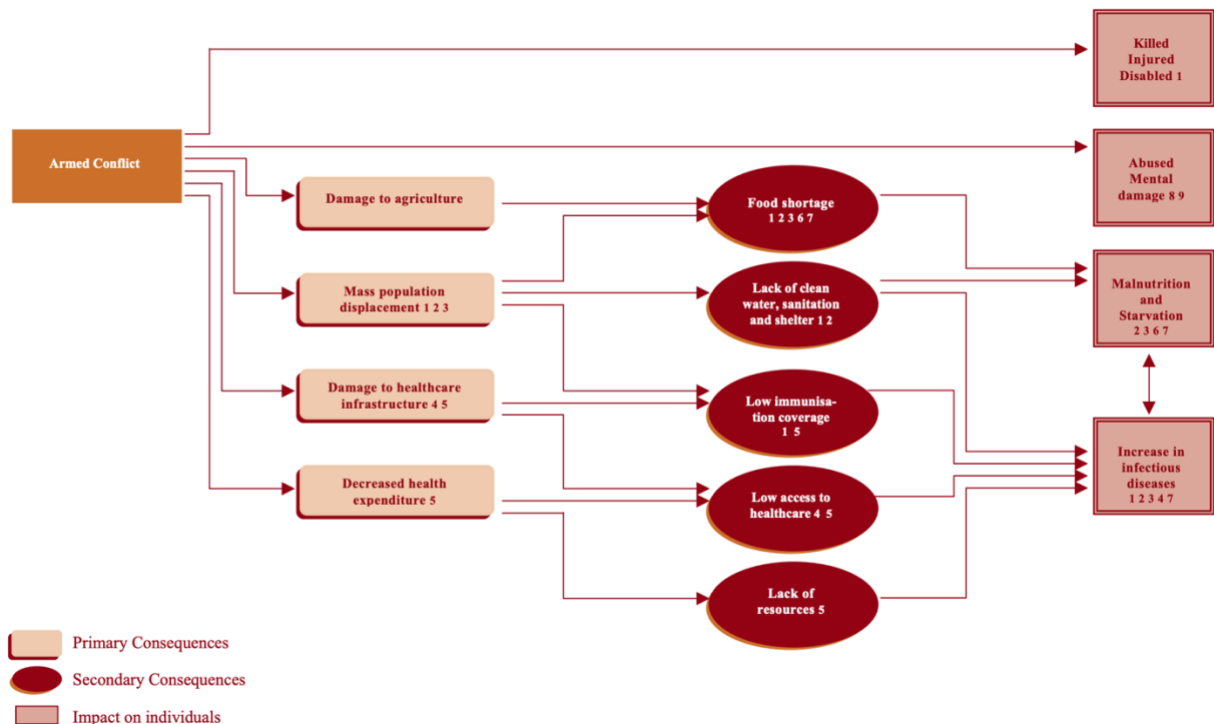 Killed
Injured
Disabled 1
Armed Conflict
Abused
Mental
damage 8 9
Damage to agriculture
Food shortage
1 2 3 6 7
Mass population
displacement 1 2 3
Lack of clean
water, sanitation
and shelter 1 2
Malnutrition
and
Starvation
2 3 6 7
Damage to healthcare
infrastructure 4 5
Low immunisa-
tion coverage
1 5
Increase in
infectious
diseases
1 2 3 4 7
Decreased health
expenditure 5
Low access to
healthcare 4 5
Lack of
resources 5
Primary Consequences
Secondary Consequences
Impact on individuals